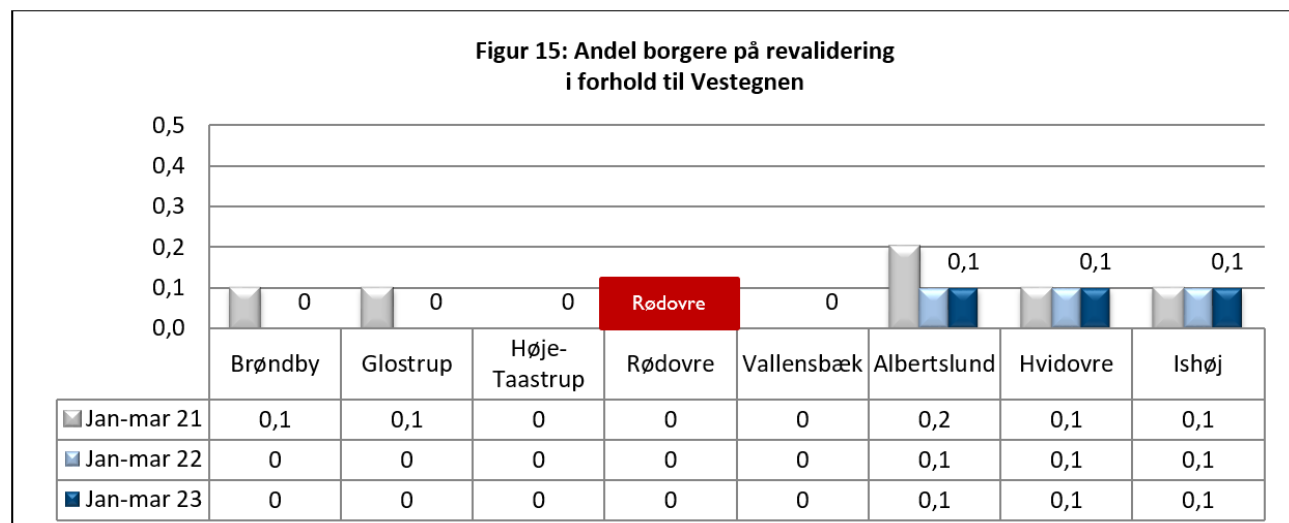 Figur 15: Andel borgere på revalidering
i forhold til Vestegnen
0,5
0,4
0,3
0,2
0,1
0,0
0 0 0 Rødovre 0 0,1 0,1 0,1
Brøndby Glostrup Høje-Taastrup Rødovre Vallensbæk Albertslund Hvidovre Ishøj
Jan-mar 21 0,1 0,1 0 0 0 0,2 0,1 0,1
Jan-mar 22 0 0 0 0 0 0,1 0,1 0,1
Jan-mar 23 0 0 0 0 0 0,1 0,1 0,1